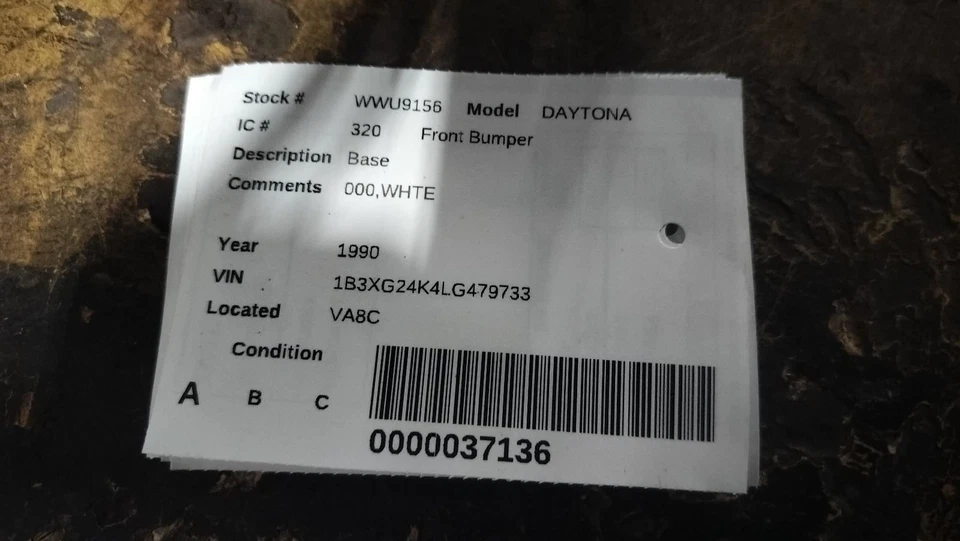 Stock # WWU9156 Model DAYTONA
IC # 320 Front Bumper
Description Base
Comments 000,WHTE
Year 1990
VIN 1B3XG24K4LG479733
Located VA8C
Condition
A B C
0000037136